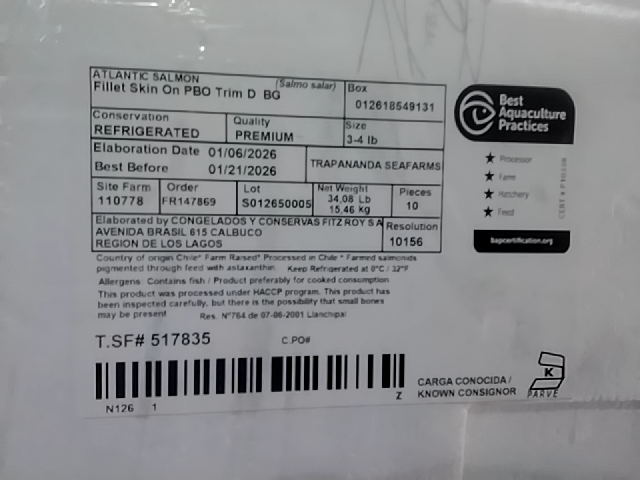 ATLANTIC SALMON (Salmo salar)
Fillet Skin On PBO Trim D BG
Box
012618549131
Conservation
REFRIGERATED
Quality
PREMIUM
Size
3-4 lb
Elaboration Date 01/06/2026
Best Before 01/21/2026
TRAPANANDA SEAFARMS
Site Farm
110778
Order
FR147869
Lot
S012650005
Net Weight
34,08 Lb
15,46 kg
Pieces
10
Elaborated by CONGELADOS Y CONSERVAS FITZ ROY S A
AVENIDA BRASIL 615 CALBUCO
REGION DE LOS LAGOS
Resolution
10156
Country of origin Chile* Farm Raised* Processed in Chile * Farmed salmonids
pigmented through feed with astaxanthin. Keep Refrigerated at 0°C / 32°F
Allergens: Contains fish / Product preferably for cooked consumption
This product was processed under HACCP program. This product has
been inspected carefully, but there is the possibility that small bones
may be present Res. N°764 de 07-06-2001 Llanchipal
T.SF# 517835
C.PO#
N126 1
Z
CARGA CONOCIDA /
KNOWN CONSIGNOR
K
PARVE
Best
Aquaculture
Practices
Processor
Farm
Hatchery
Feed
bapcertification.org